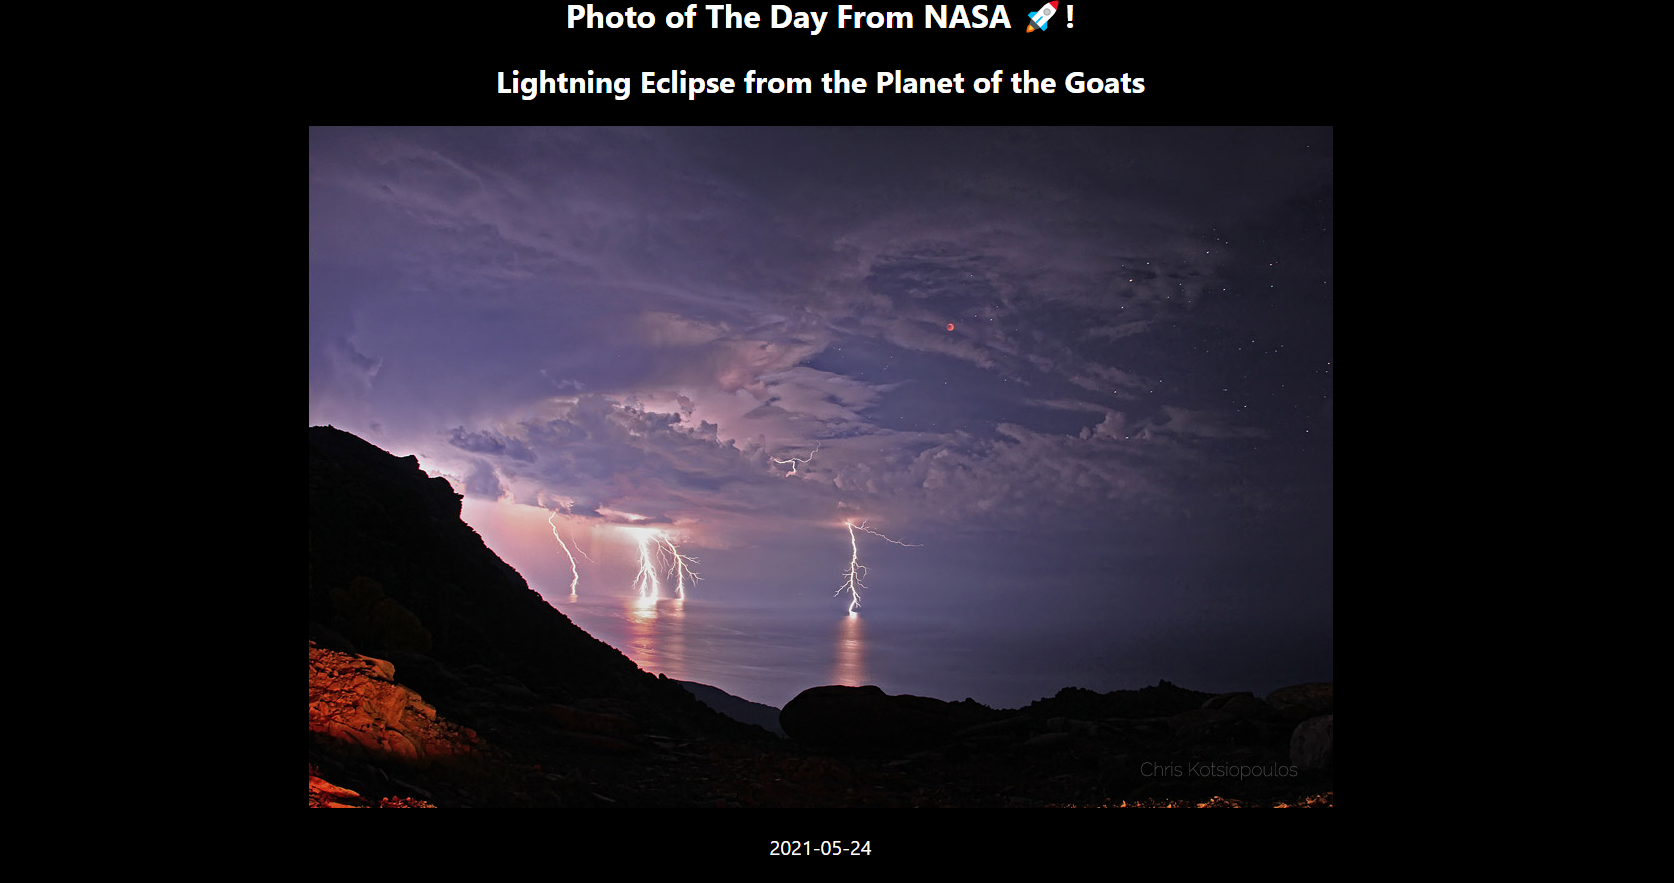 Photo of The Day From NASA 🚀!
Lightning Eclipse from the Planet of the Goats
Chris Kotsiopoulos
2021-05-24